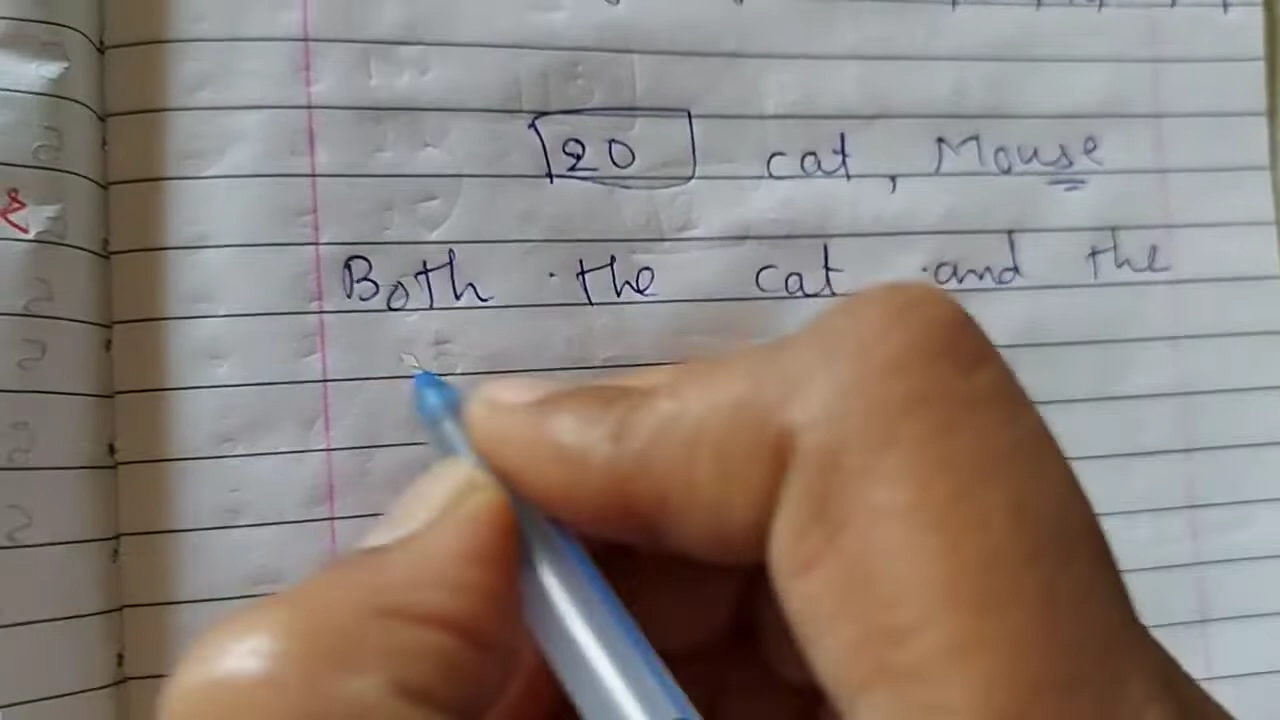 20 cat, Mouse
Both the cat and the